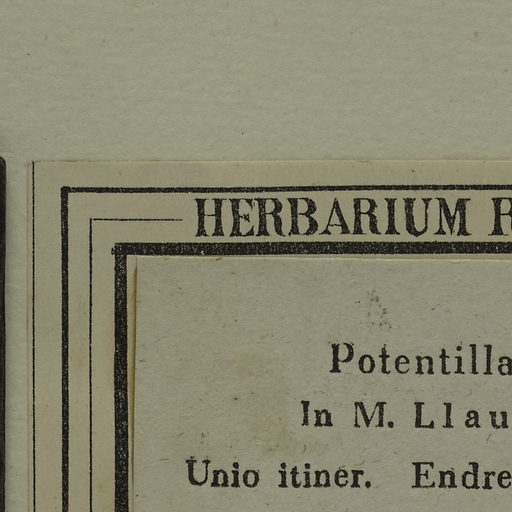 HERBARIUM
Potentilla
In M. Llau
Unio itiner. Endre